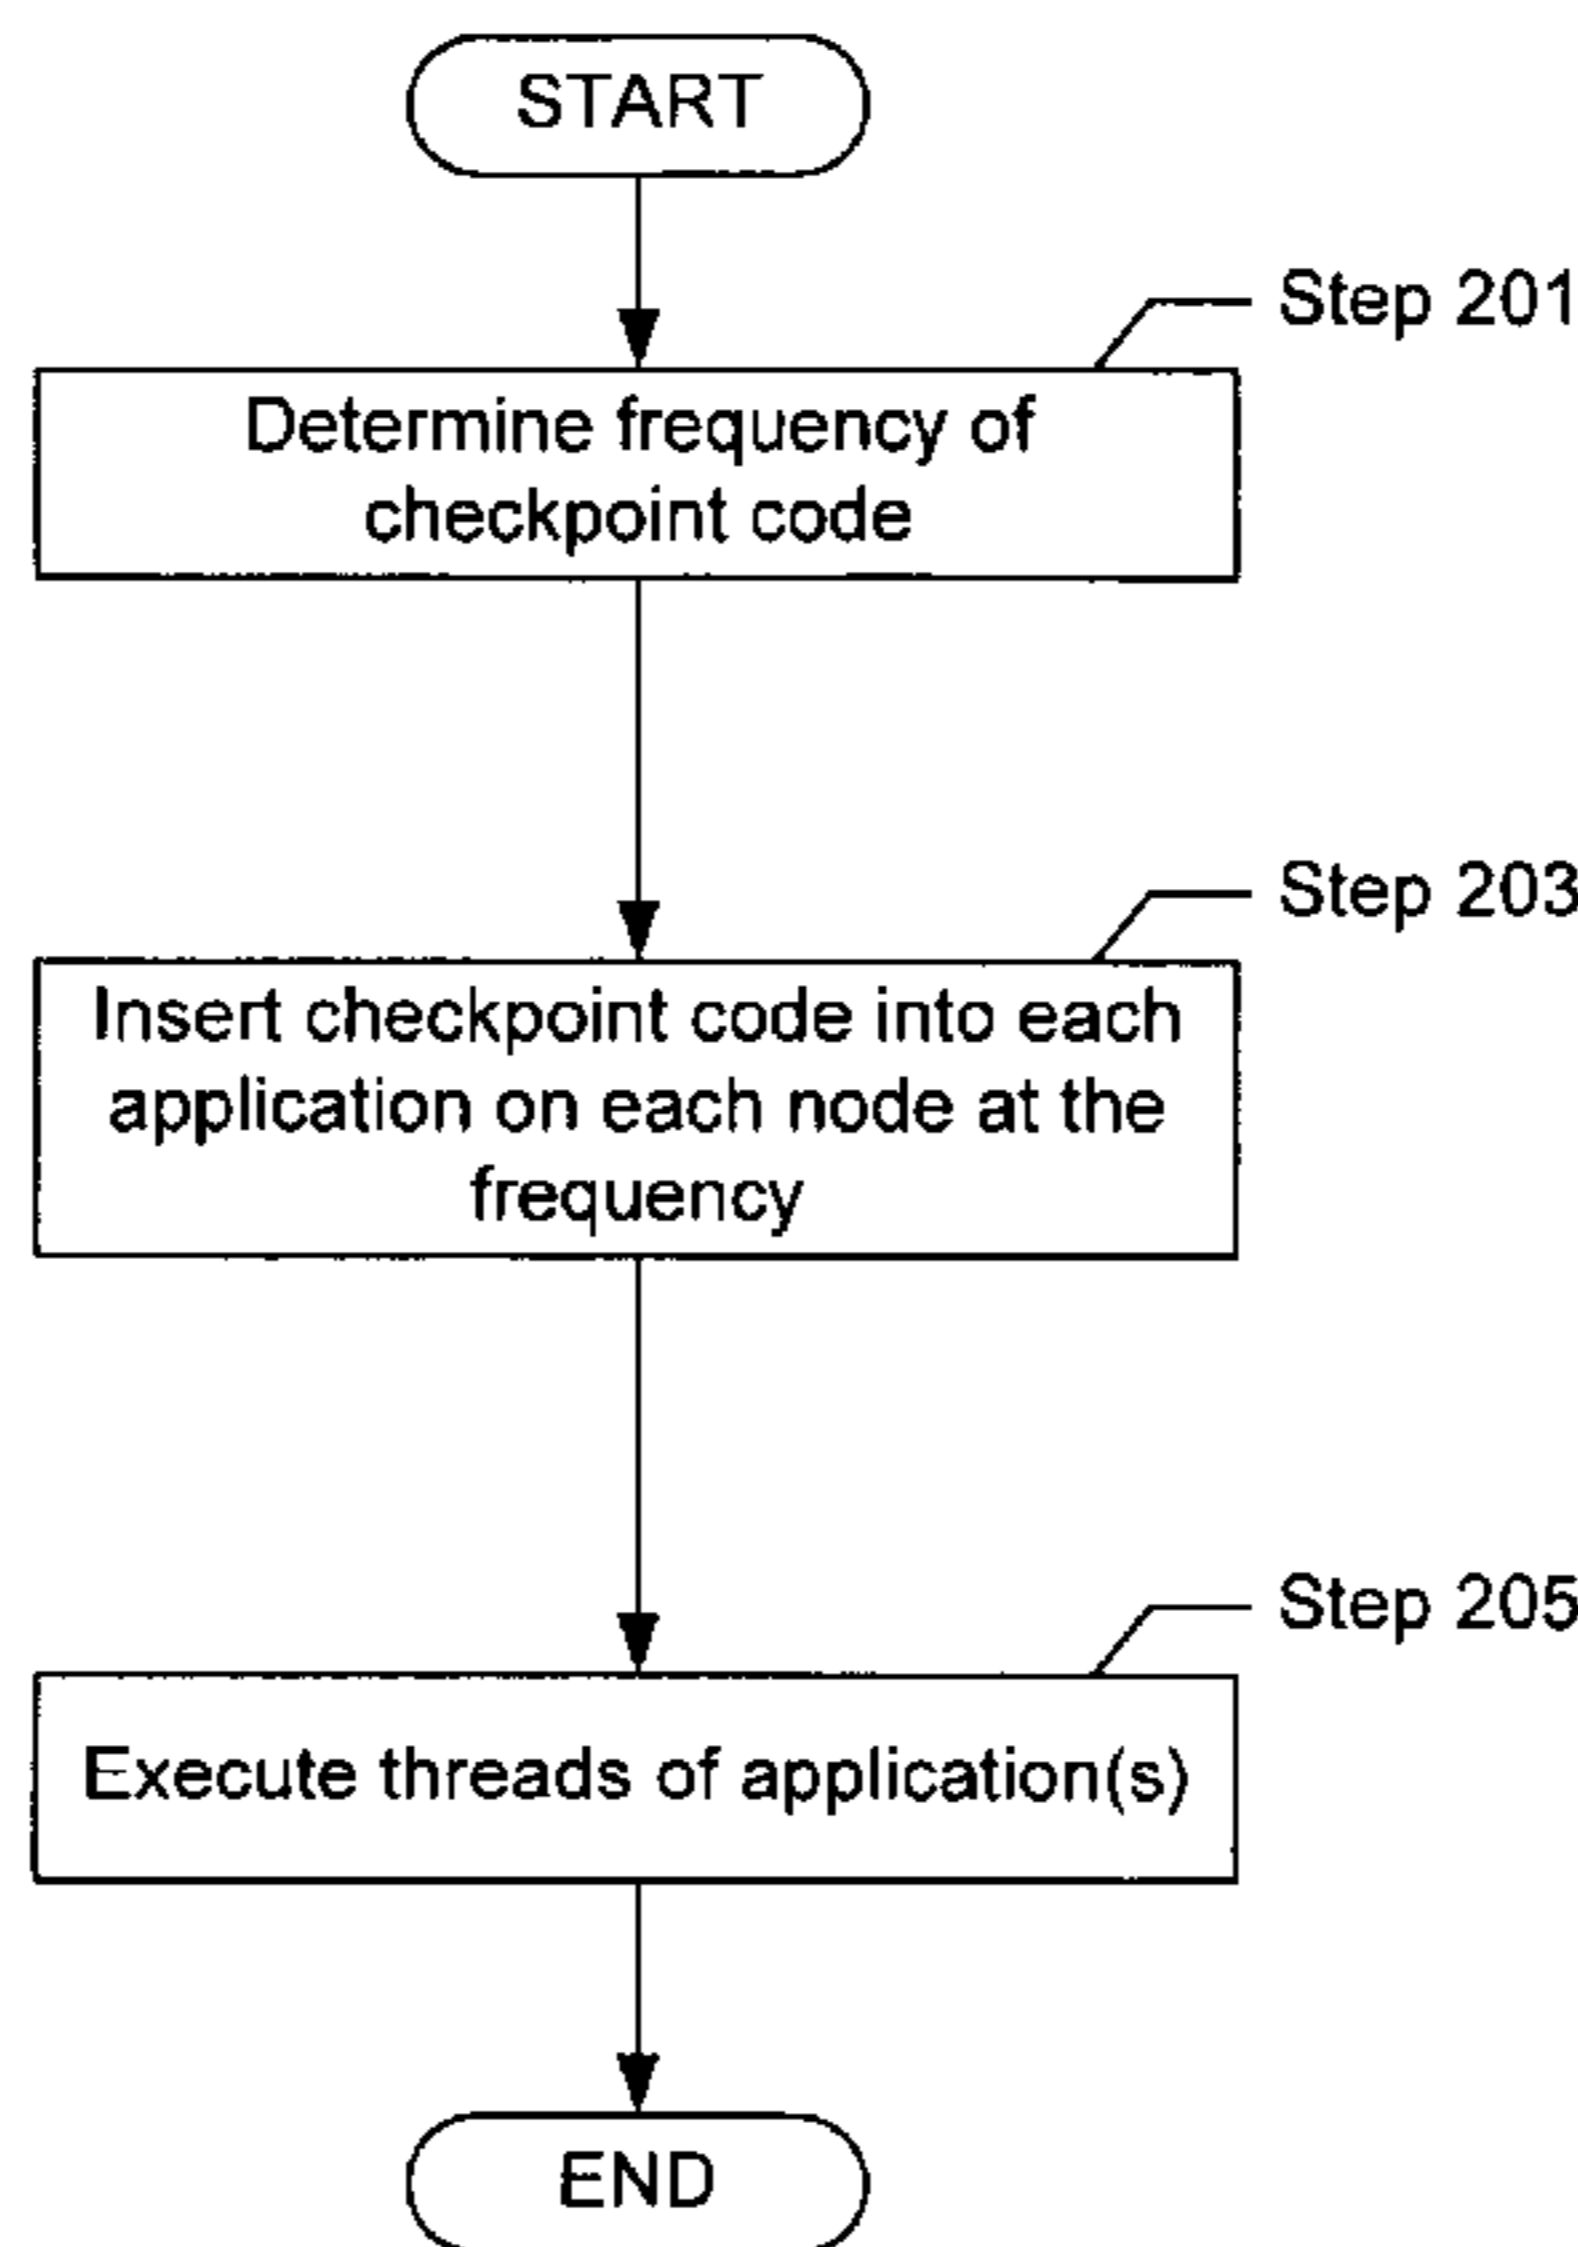 START
Step 201
Determine frequency of
checkpoint code
Step 203
Insert checkpoint code into each
application on each node at the
frequency
Step 205
Execute threads of application(s)
END